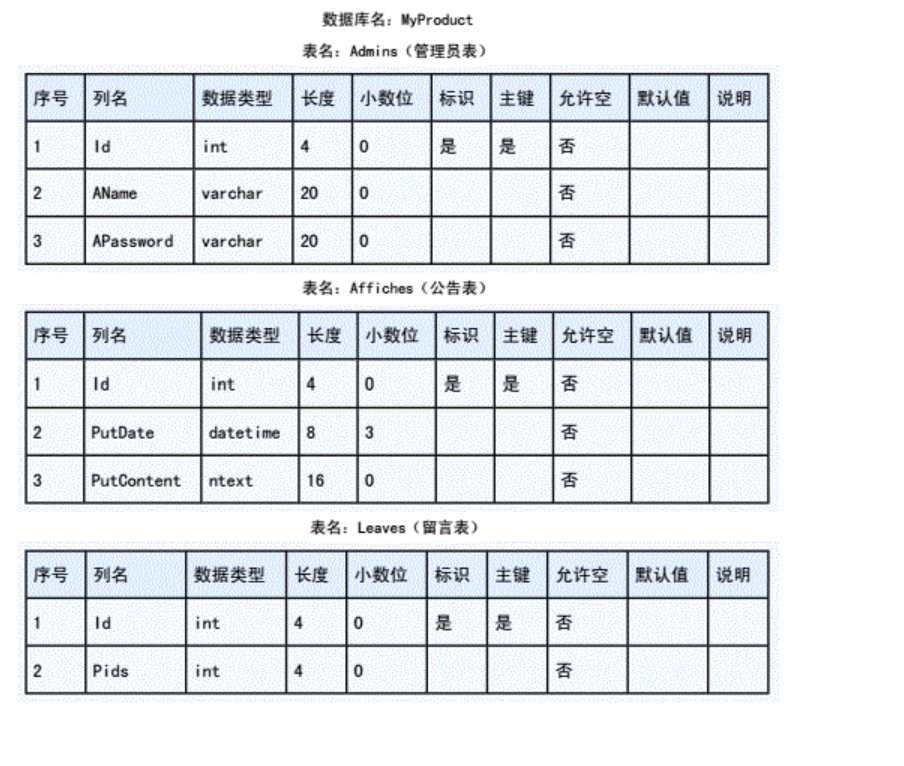 数据库名：MyProduct
表名：Admins（管理员表）
序号 列名 数据类型 长度 小数位 标识 主键 允许空 默认值 说明
1 Id int 4 0 是 是 否
2 AName varchar 20 0 否
3 APassword varchar 20 0 否
表名：Affiches（公告表）
序号 列名 数据类型 长度 小数位 标识 主键 允许空 默认值 说明
1 Id int 4 0 是 是 否
2 PutDate datetime 8 3 否
3 PutContent ntext 16 0 否
表名：Leaves（留言表）
序号 列名 数据类型 长度 小数位 标识 主键 允许空 默认值 说明
1 Id int 4 0 是 是 否
2 Pids int 4 0 否